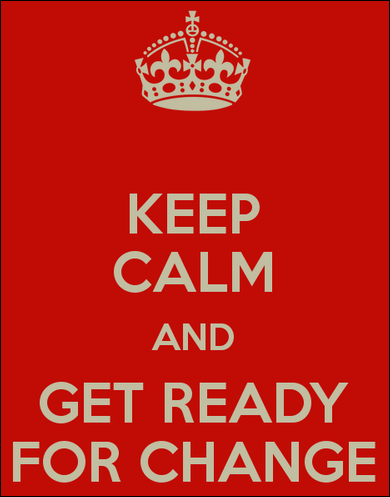 KEEP
CALM
AND
GET READY
FOR CHANGE